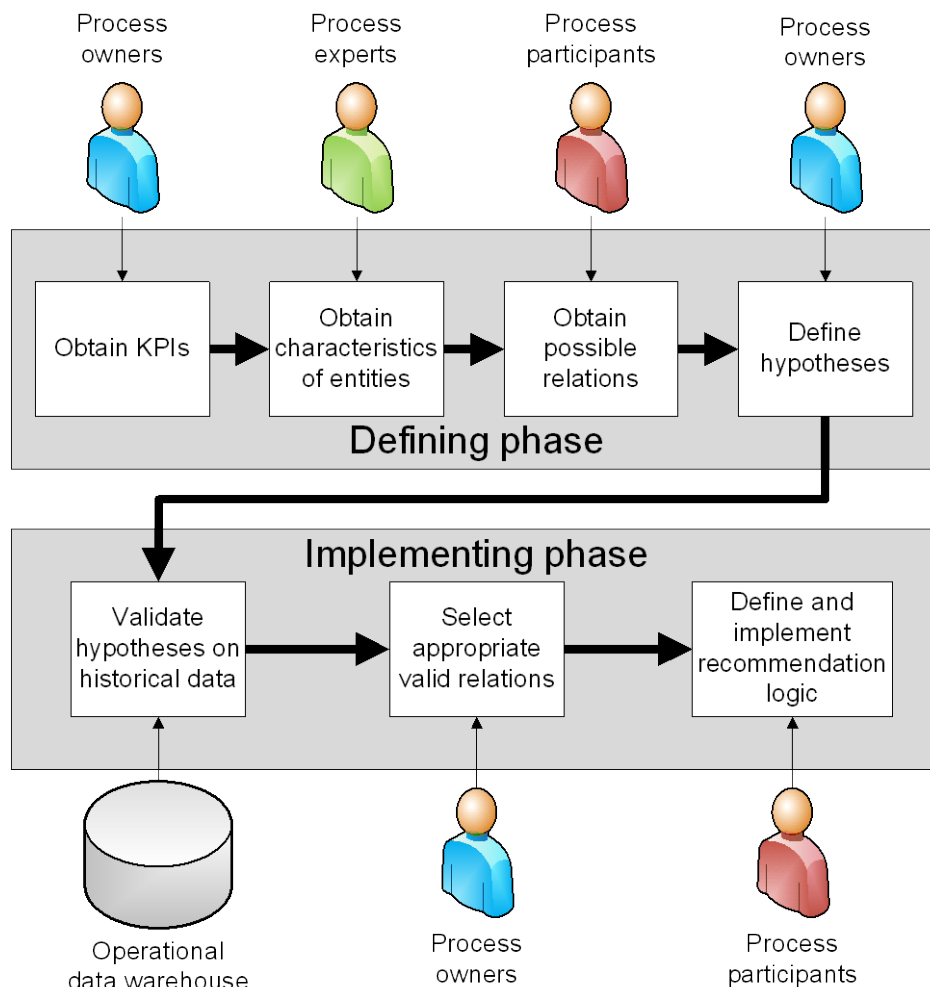 Process
owners
Process
experts
Process
participants
Process
owners
Obtain KPIs
Obtain
characteristics
of entities
Obtain
possible
relations
Define
hypotheses
Defining phase
Implementing phase
Validate
hypotheses on
historical data
Select
appropriate
valid relations
Define and
implement
recommendation
logic
Operational
data warehouse
Process
owners
Process
participants